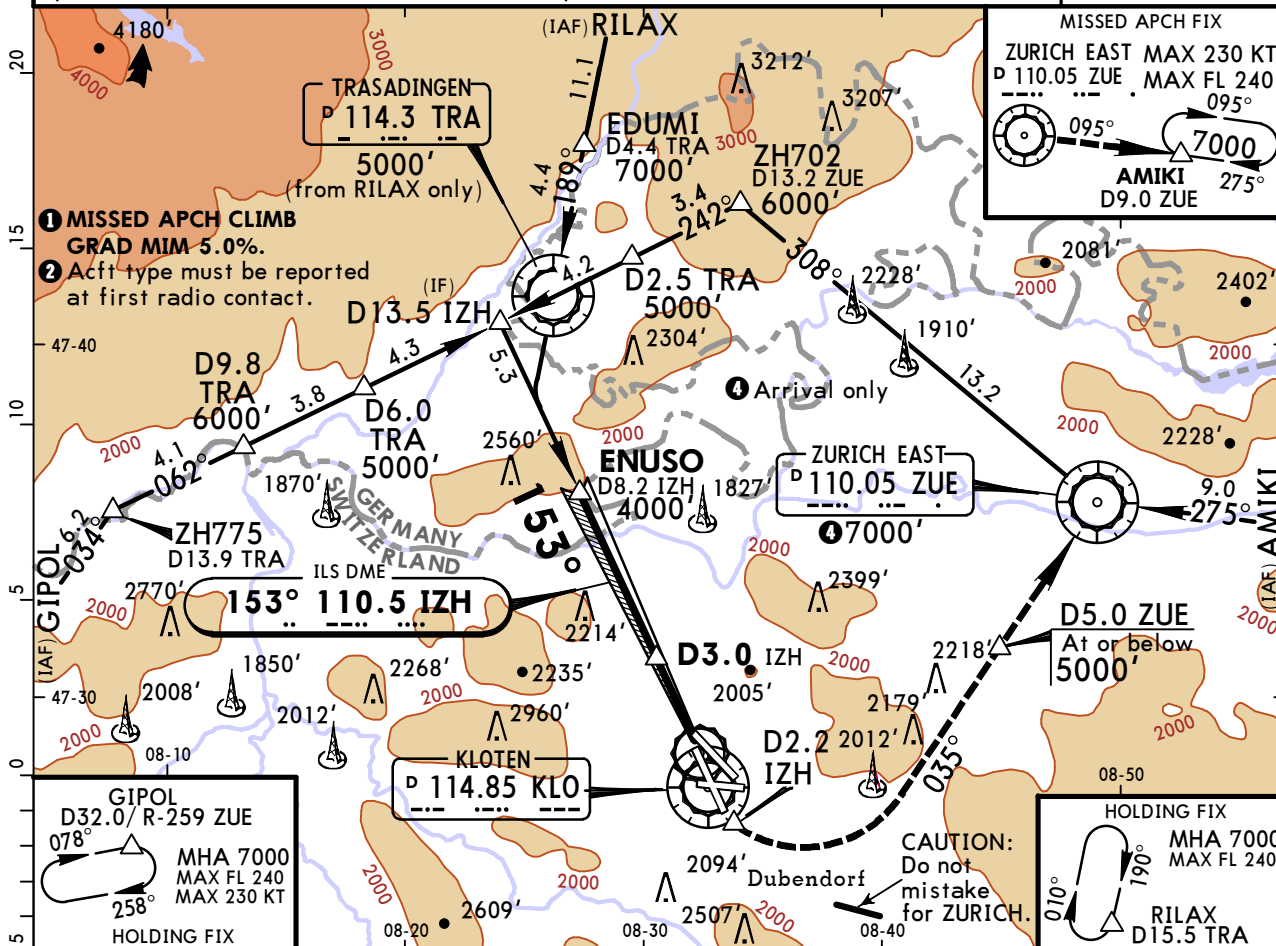 4180'
4000
3000
(IAF) RILAX
11.1
3212'
3207'
3000
MISSED APCH FIX
ZURICH EAST MAX 230 KT
D 110.05 ZUE MAX FL 240
095°
095°
7000
275°
AMIKI
D9.0 ZUE
TRASADINGEN
D 114.3 TRA
5000'
(from RILAX only)
EDUMI
D4.4 TRA
7000'
4.4
189°
ZH702
D13.2 ZUE
6000'
3.4
242°
308°
1 MISSED APCH CLIMB
GRAD MIM 5.0%.
2 Acft type must be reported
at first radio contact.
20
15
10
5
0
5
(IF)
D13.5 IZH
4.2
D2.5 TRA
5000'
2228'
1910'
2081'
2000
2402'
2000
47-40
4.3
5.3
2304'
13.2
4 Arrival only
D9.8
TRA
6000'
3.8
D6.0
TRA
5000'
2000
2000
2000
2228'
4.1
062°
2560'
ENUSO
D8.2 IZH
4000'
1827'
ZURICH EAST
D 110.05 ZUE
4 7000'
9.0
275°
(IAF) AMIKI
1870'
GERMANY
SWITZERLAND
153°
ZH775
D13.9 TRA
6.2
034°
(IAF) GIPOL
ILS DME
153° 110.5 IZH
2770'
2000
2214'
2000
2399'
D5.0 ZUE
At or below
5000'
D3.0 IZH
2005'
2000
2218'
1850'
2008'
2268'
2235'
2000
47-30
2000
2012'
2960'
2179'
2012'
2000
08-10
KLOTEN
D 114.85 KLO
D2.2
IZH
035°
08-50
GIPOL
D32.0/R-259 ZUE
078°
258°
MHA 7000
MAX FL 240
MAX 230 KT
HOLDING FIX
2000
2609'
08-20
2000
2094'
2507'
08-30
2000
Dubendorf
CAUTION:
Do not
mistake
for ZURICH.
08-40
HOLDING FIX
MHA 7000
MAX FL 240
010°
190°
RILAX
D15.5 TRA